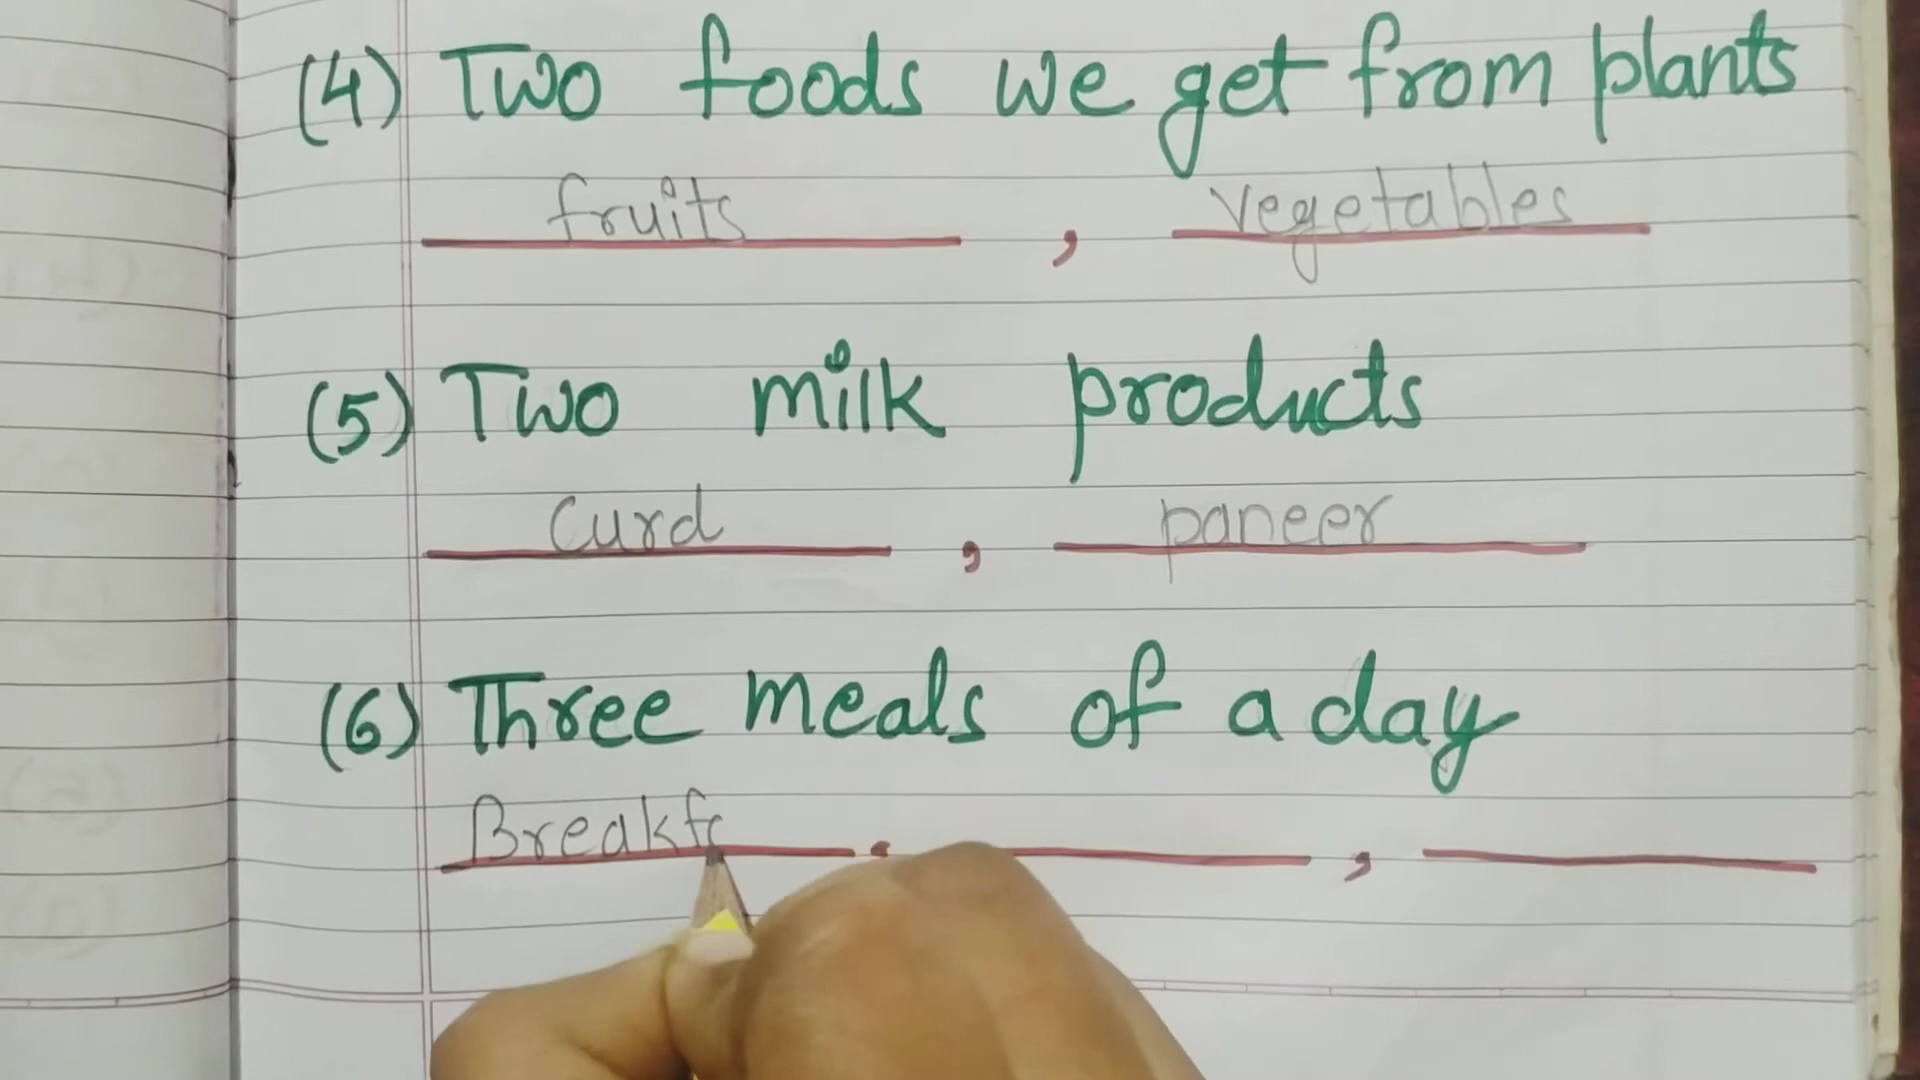 (4) Two foods we get from plants
fruits , vegetables
(5) Two milk products
Curd , paneer
(6) Three meals of a day
Breakfa , ,